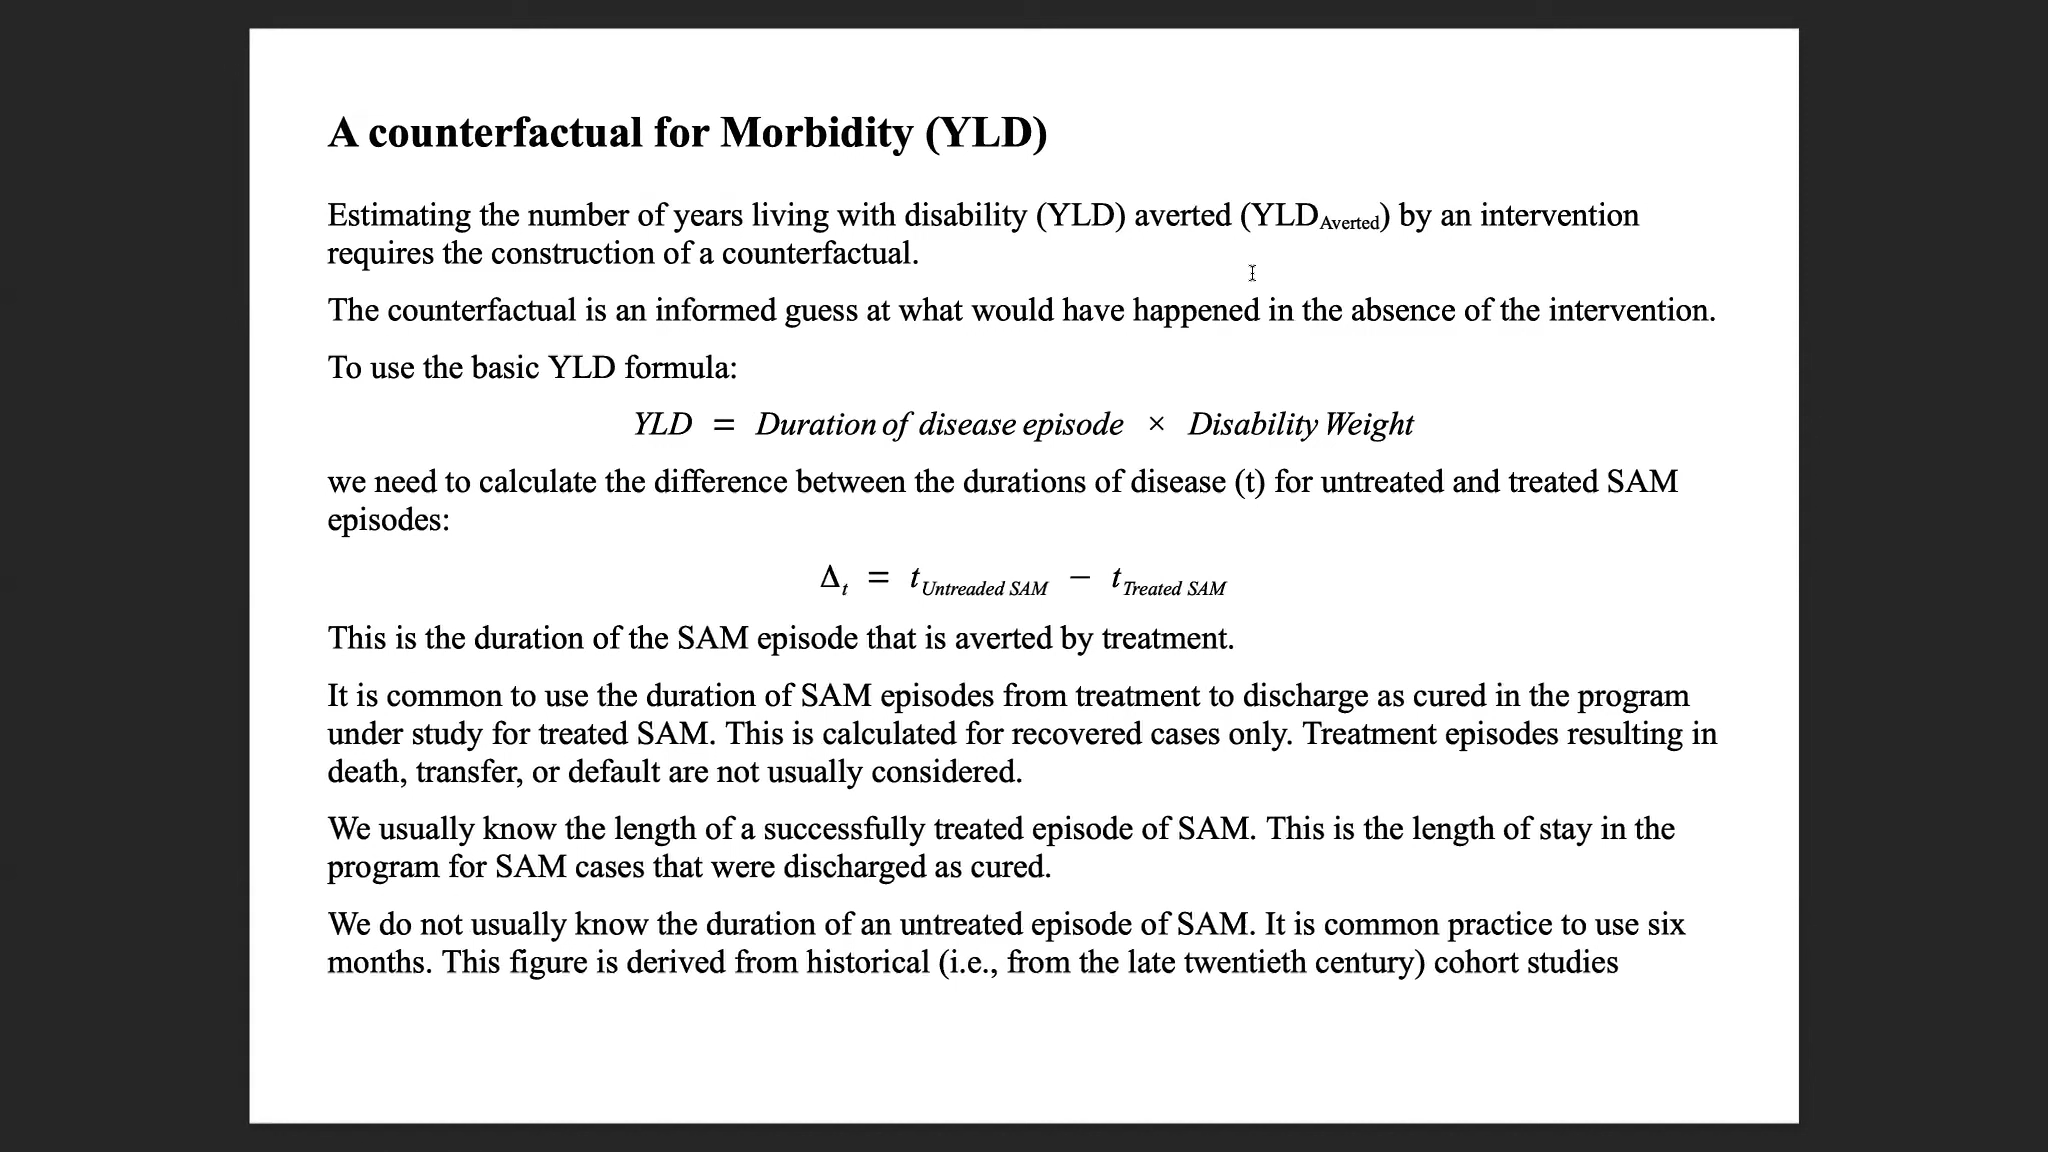 A counterfactual for Morbidity (YLD)
Estimating the number of years living with disability (YLD) averted (YLDAverted) by an intervention
requires the construction of a counterfactual.
The counterfactual is an informed guess at what would have happened in the absence of the intervention.
To use the basic YLD formula:
YLD = Duration of disease episode × Disability Weight
we need to calculate the difference between the durations of disease (t) for untreated and treated SAM
episodes:
Δt = tUntreaded SAM − tTreated SAM
This is the duration of the SAM episode that is averted by treatment.
It is common to use the duration of SAM episodes from treatment to discharge as cured in the program
under study for treated SAM. This is calculated for recovered cases only. Treatment episodes resulting in
death, transfer, or default are not usually considered.
We usually know the length of a successfully treated episode of SAM. This is the length of stay in the
program for SAM cases that were discharged as cured.
We do not usually know the duration of an untreated episode of SAM. It is common practice to use six
months. This figure is derived from historical (i.e., from the late twentieth century) cohort studies